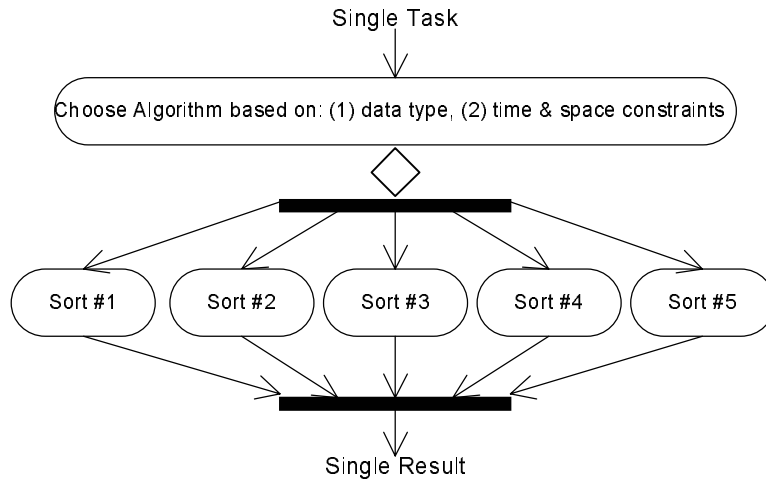 Single Task
Choose Algorithm based on: (1) data type, (2) time & space constraints
Sort #1
Sort #2
Sort #3
Sort #4
Sort #5
Single Result